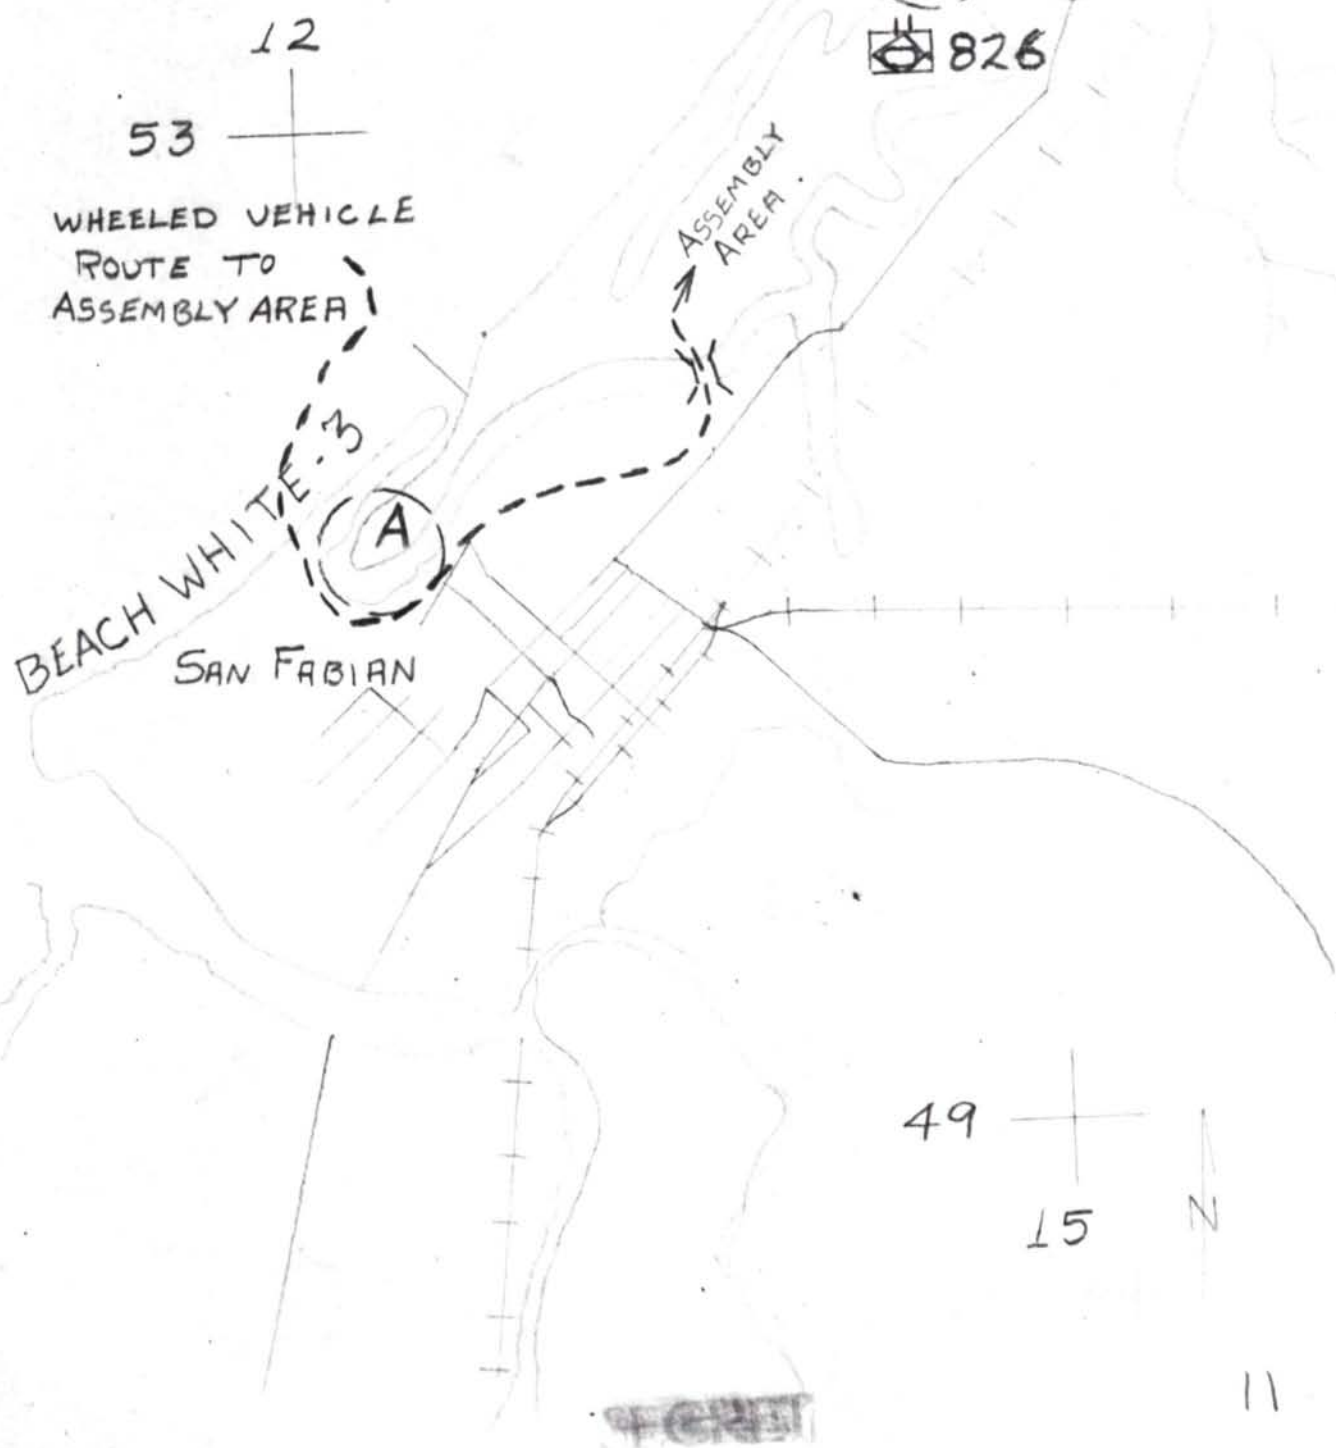 12
826
53
WHEELED VEHICLE
ROUTE TO
ASSEMBLY AREA
ASSEMBLY
AREA
BEACH WHITE-3
A
SAN FABIAN
49
15
N
11